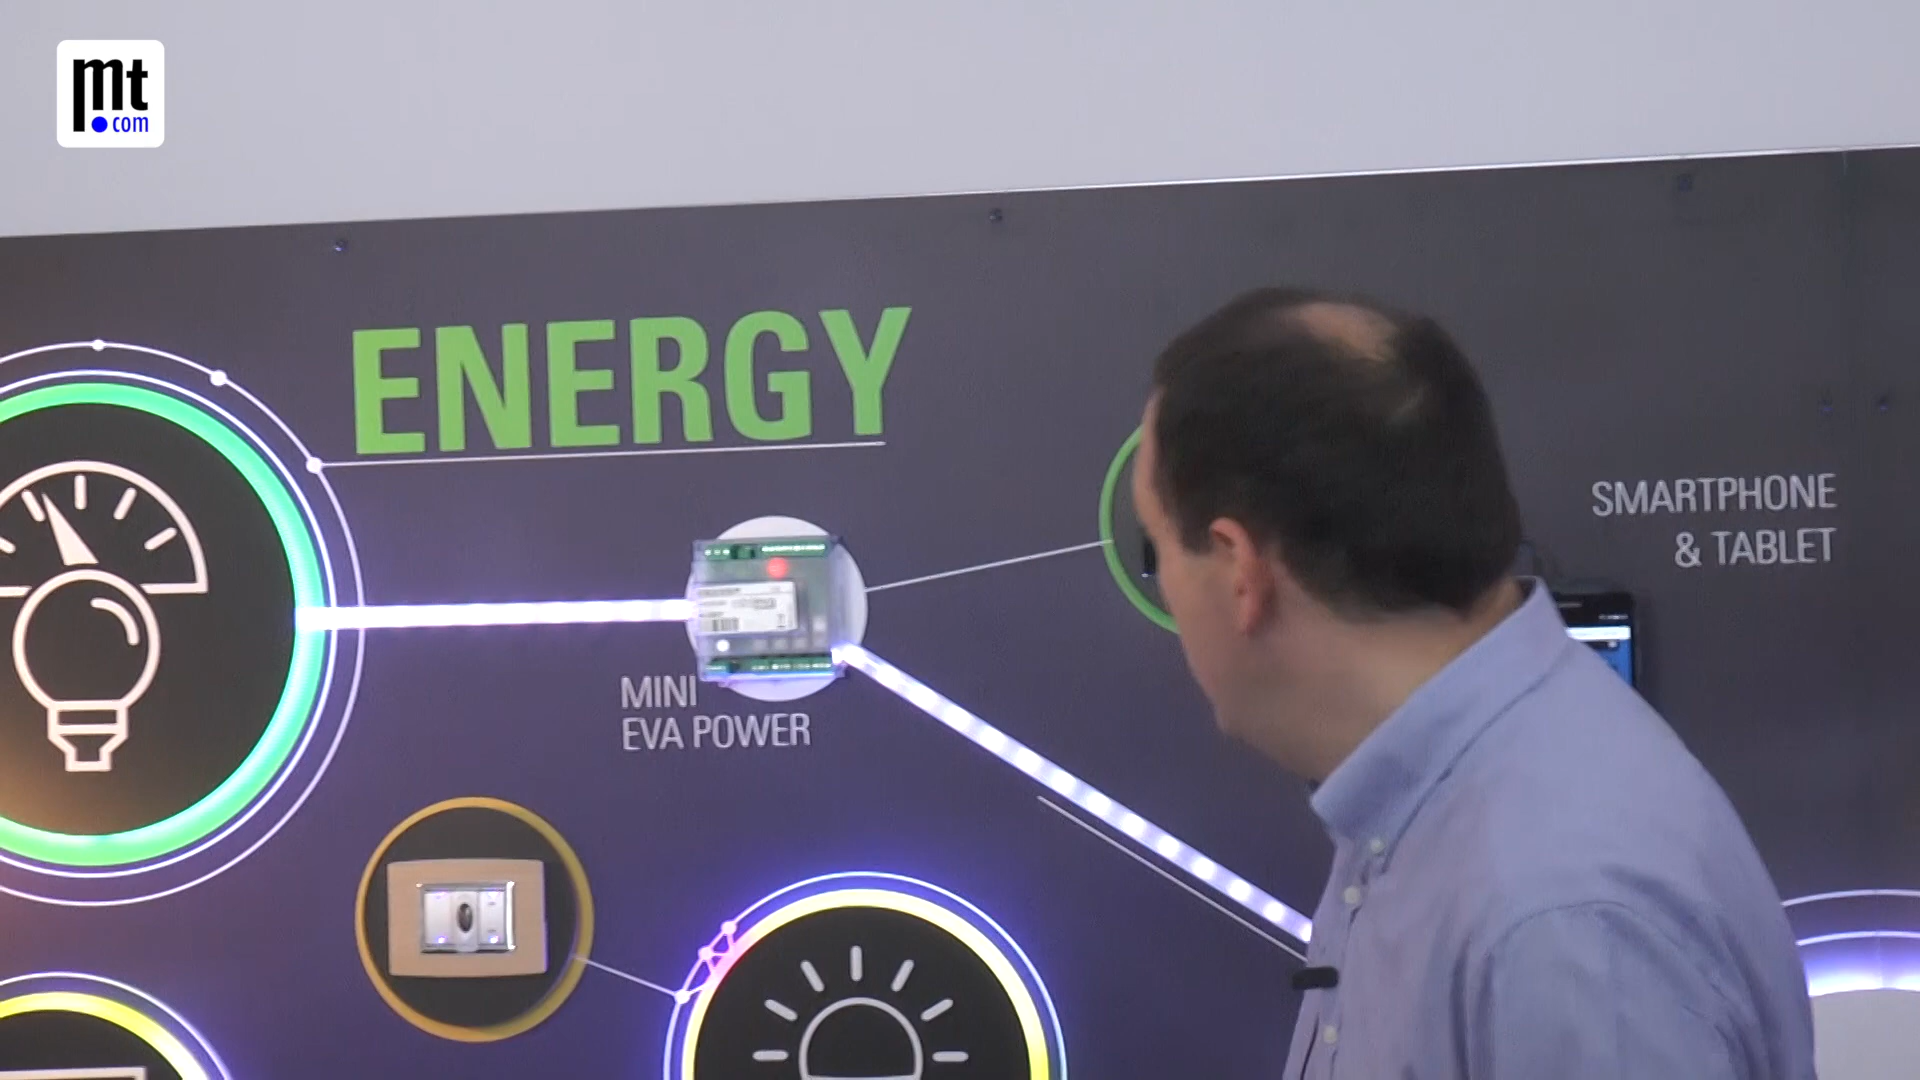 Mt
.com
ENERGY
SMARTPHONE
& TABLET
MINI
EVA POWER